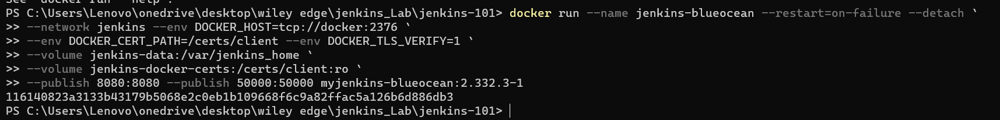 See 'docker run --help'.
PS C:\Users\Lenovo\onedrive\desktop\wiley edge\jenkins_Lab\jenkins-101> docker run --name jenkins-blueocean --restart=on-failure --detach `
>> --network jenkins --env DOCKER_HOST=tcp://docker:2376 `
>> --env DOCKER_CERT_PATH=/certs/client --env DOCKER_TLS_VERIFY=1 `
>> --volume jenkins-data:/var/jenkins_home `
>> --volume jenkins-docker-certs:/certs/client:ro `
>> --publish 8080:8080 --publish 50000:50000 myjenkins-blueocean:2.332.3-1
116140823a3133b43179b5068e2c0eb1b109668f6c9a82ffac5a126b6d886db3
PS C:\Users\Lenovo\onedrive\desktop\wiley edge\jenkins_Lab\jenkins-101>